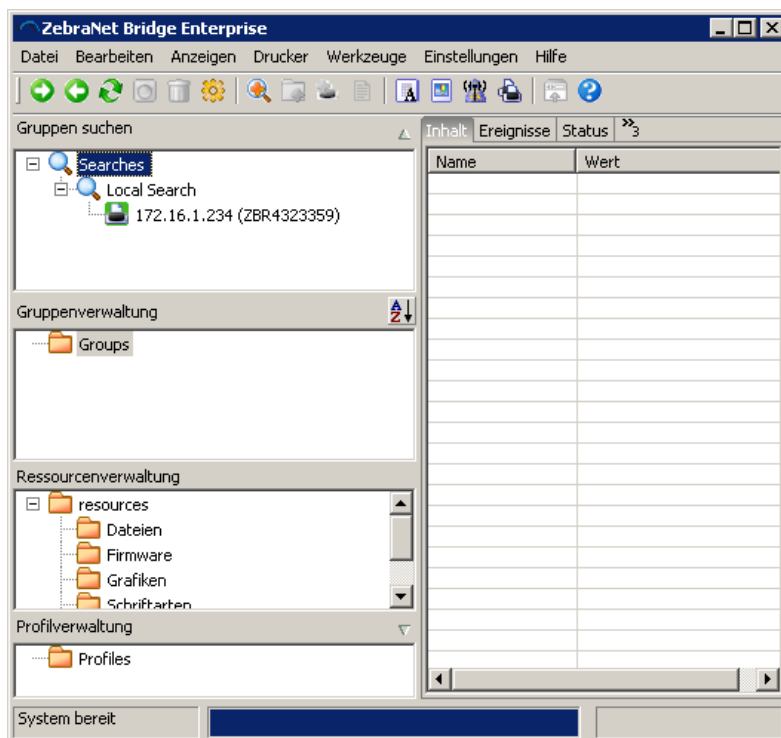 ZebraNet Bridge Enterprise
Datei Bearbeiten Anzeigen Drucker Werkzeuge Einstellungen Hilfe
Gruppen suchen
Searches
Local Search
172.16.1.234 (ZBR4323359)
Gruppenverwaltung
Groups
Ressourcenverwaltung
resources
Dateien
Firmware
Grafiken
Schriftarten
Profilverwaltung
Profiles
Inhalt Ereignisse Status »3
Name Wert
System bereit